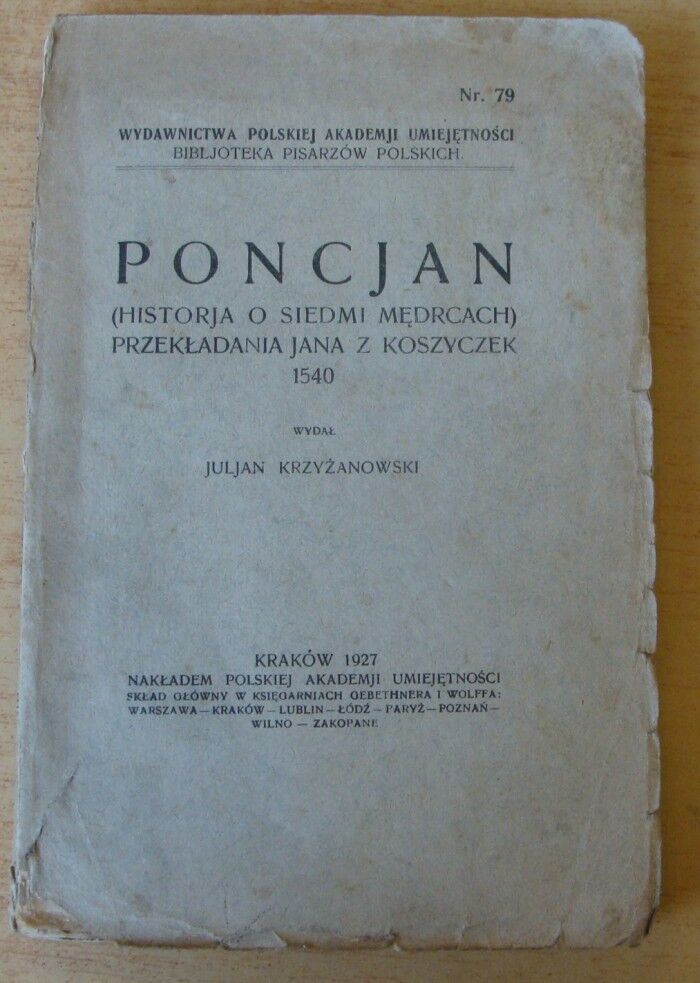 Nr. 79
WYDAWNICTWA POLSKIEJ AKADEMJI UMIEJĘTNOŚCI
BIBLJOTEKA PISARZÓW POLSKICH.
PONCJAN
(HISTORJA O SIEDMI MĘDRCACH)
PRZEKŁADANIA JANA Z KOSZYCZEK
1540
WYDAŁ
JULJAN KRZYŻANOWSKI
KRAKÓW 1927
NAKŁADEM POLSKIEJ AKADEMJI UMIEJĘTNOŚCI
SKŁAD GŁÓWNY W KSIĘGARNIACH GEBETHNERA I WOLFFA:
WARSZAWA — KRAKÓW — LUBLIN — ŁÓDŹ — PARYŻ — POZNAŃ —
WILNO — ZAKOPANE